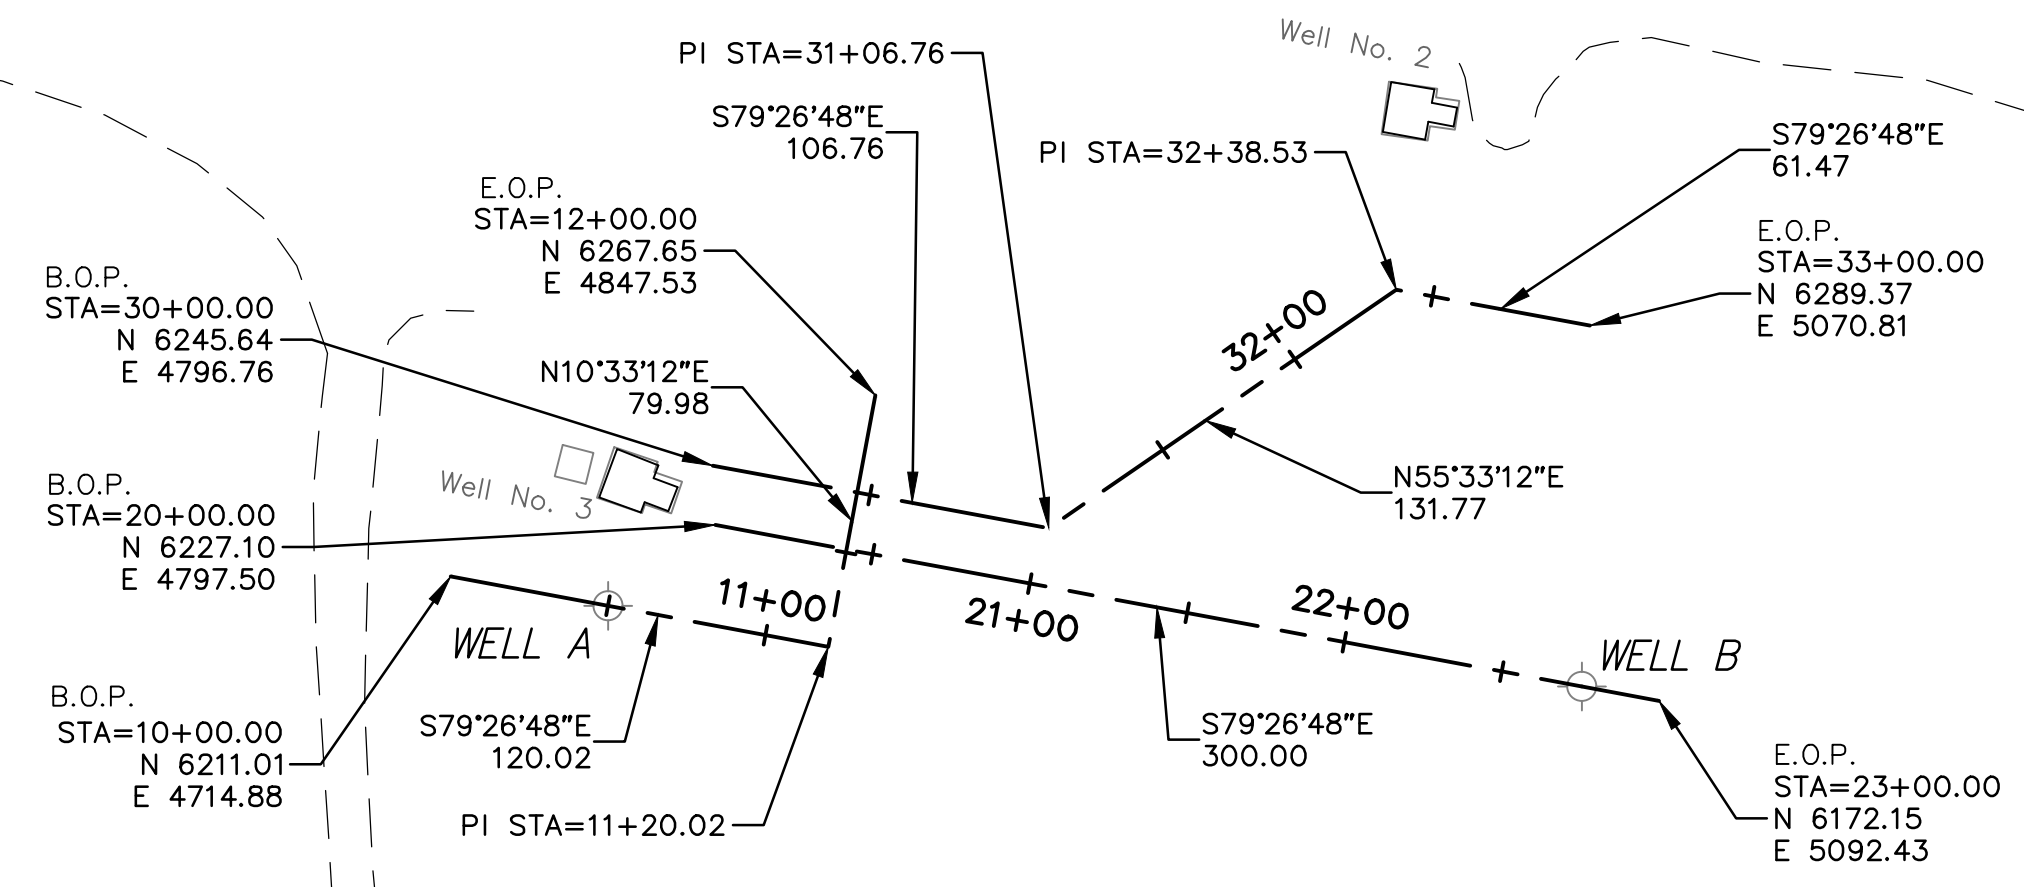 Well No. 2
PI STA=31+06.76
S79°26'48"E
106.76
PI STA=32+38.53
S79°26'48"E
61.47
E.O.P.
STA=12+00.00
N 6267.65
E 4847.53
E.O.P.
STA=33+00.00
N 6289.37
E 5070.81
B.O.P.
STA=30+00.00
N 6245.64
E 4796.76
32+00
N10°33'12"E
79.98
N55°33'12"E
131.77
Well No. 3
B.O.P.
STA=20+00.00
N 6227.10
E 4797.50
11+00
21+00
22+00
WELL A
WELL B
B.O.P.
STA=10+00.00
N 6211.01
E 4714.88
S79°26'48"E
120.02
S79°26'48"E
300.00
PI STA=11+20.02
E.O.P.
STA=23+00.00
N 6172.15
E 5092.43